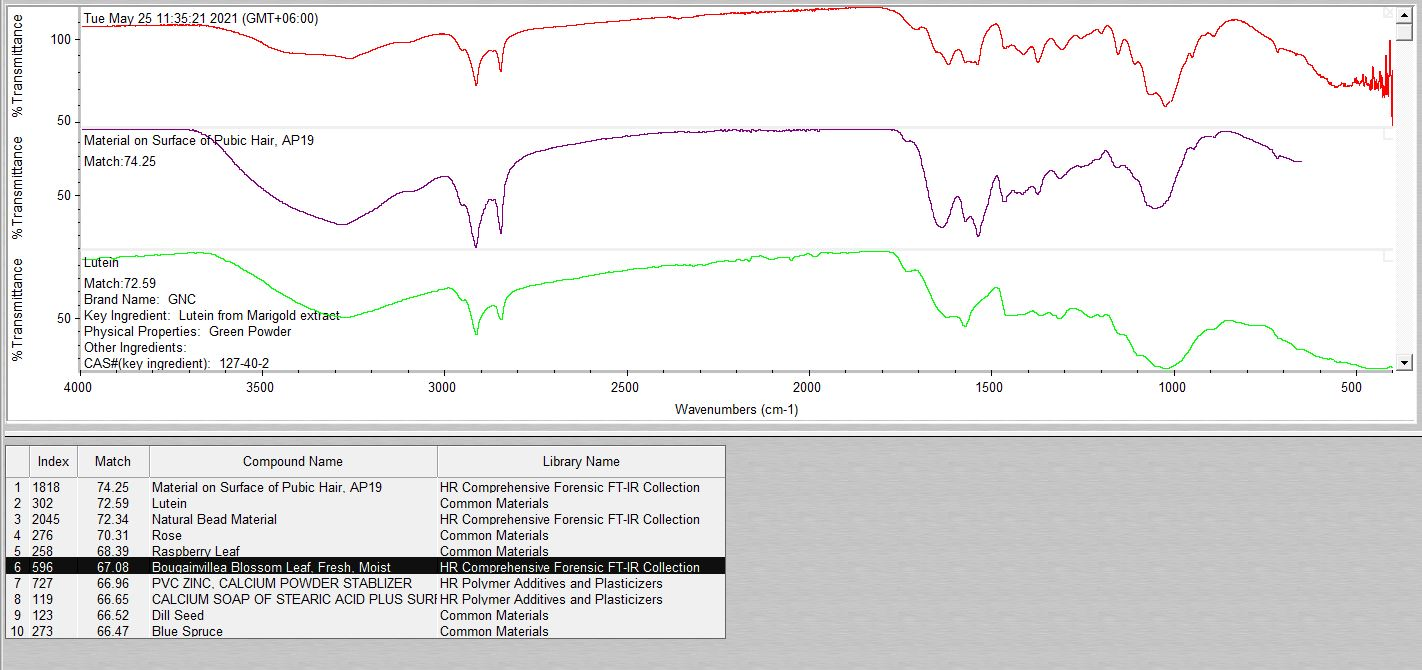 Tue May 25 11:35:21 2021 (GMT+06:00)
% Transmittance
100
50
Material on Surface of Pubic Hair, AP19
Match:74.25
% Transmittance
50
Lutein
Match:72.59
Brand Name: GNC
Key Ingredient: Lutein from Marigold extract
Physical Properties: Green Powder
Other Ingredients:
CAS#(key ingredient): 127-40-2
% Transmittance
50
4000 3500 3000 2500 2000 1500 1000 500
Wavenumbers (cm-1)
Index Match Compound Name Library Name
1 1818 74.25 Material on Surface of Pubic Hair, AP19 HR Comprehensive Forensic FT-IR Collection
2 302 72.59 Lutein Common Materials
3 2045 72.34 Natural Bead Material HR Comprehensive Forensic FT-IR Collection
4 276 70.31 Rose Common Materials
5 258 68.39 Raspberry Leaf Common Materials
6 596 67.08 Bougainvillea Blossom Leaf, Fresh, Moist HR Comprehensive Forensic FT-IR Collection
7 727 66.96 PVC ZINC, CALCIUM POWDER STABLIZER HR Polymer Additives and Plasticizers
8 119 66.65 CALCIUM SOAP OF STEARIC ACID PLUS SURF HR Polymer Additives and Plasticizers
9 123 66.52 Dill Seed Common Materials
10 273 66.47 Blue Spruce Common Materials